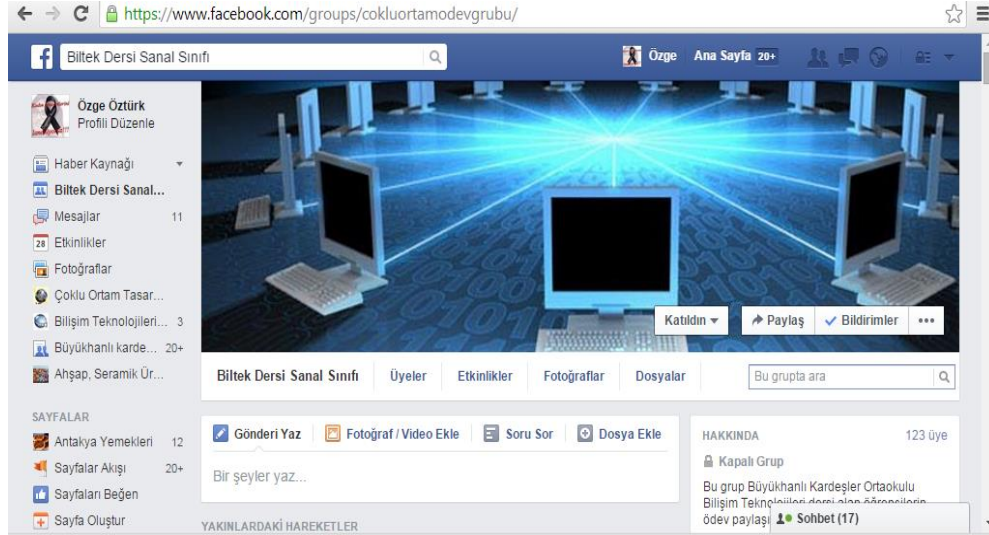 https://www.facebook.com/groups/cokluortamodevgrubu/
Biltek Dersi Sanal Sınıfı
Özge
Ana Sayfa 20+
Özge Öztürk
Profili Düzenle
Haber Kaynağı
Biltek Dersi Sanal...
Mesajlar 11
28 Etkinlikler
Fotoğraflar
Çoklu Ortam Tasar...
Bilişim Teknolojileri... 3
Büyükhanlı karde... 20+
Ahşap, Seramik Ür...
SAYFALAR
Antakya Yemekleri 12
Sayfalar Akışı 20+
Sayfaları Beğen
Sayfa Oluştur
Katıldın
Paylaş
Bildirimler
Biltek Dersi Sanal Sınıfı
Üyeler
Etkinlikler
Fotoğraflar
Dosyalar
Bu grupta ara
Gönderi Yaz
Fotoğraf / Video Ekle
Soru Sor
Dosya Ekle
Bir şeyler yaz...
YAKINLARDAKİ HAREKETLER
HAKKINDA 123 üye
Kapalı Grup
Bu grup Büyükhanlı Kardeşler Ortaokulu
Bilişim Teknolojileri dersi alan öğrencilerin
ödev
Sohbet (17)